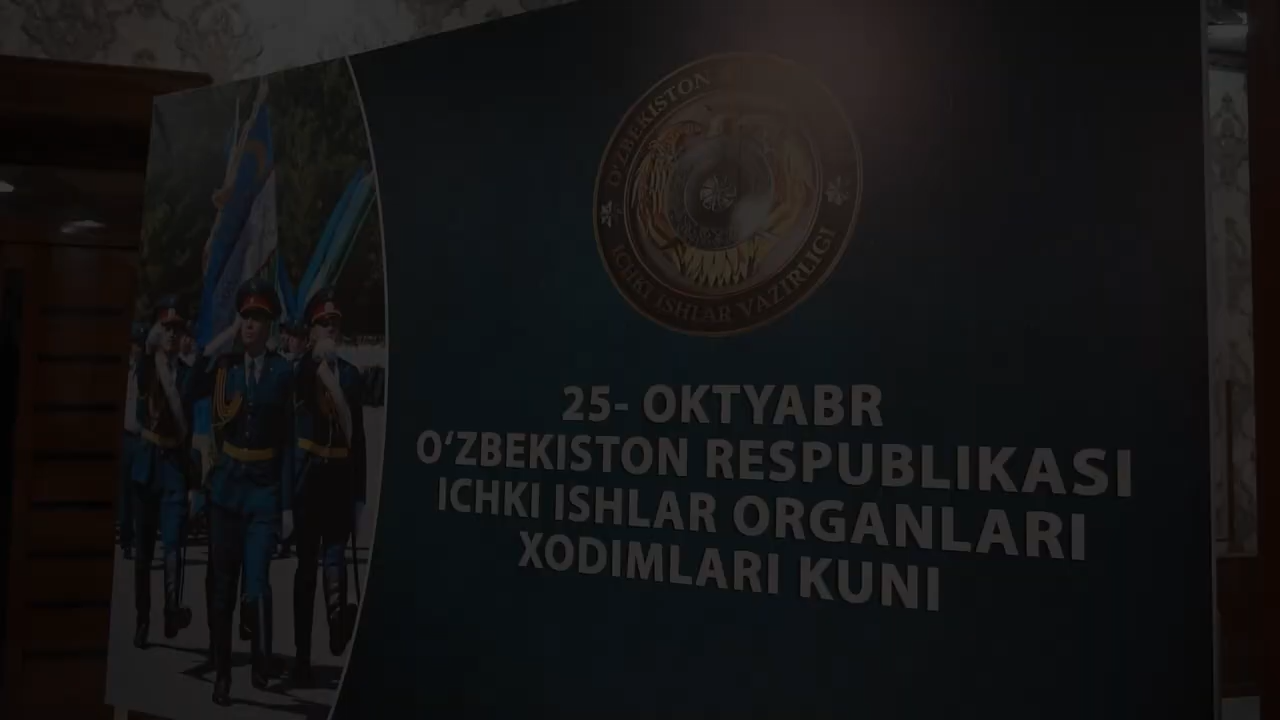 O'ZBEKISTON
ICHKI ISHLAR VAZIRLIGI
25- OKTYABR
O‘ZBEKISTON RESPUBLIKASI
ICHKI ISHLAR ORGANLARI
XODIMLARI KUNI